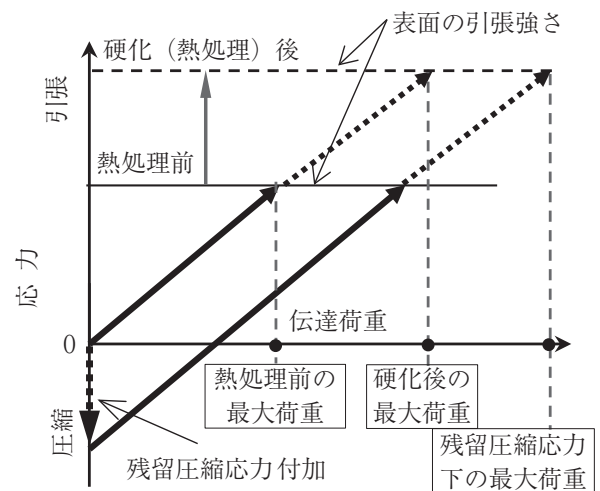 表面の引張強さ
硬化（熱処理）後
引張
熱処理前
応力
伝達荷重
0
熱処理前の
最大荷重
硬化後の
最大荷重
圧縮
残留圧縮応力付加
残留圧縮応力
下の最大荷重